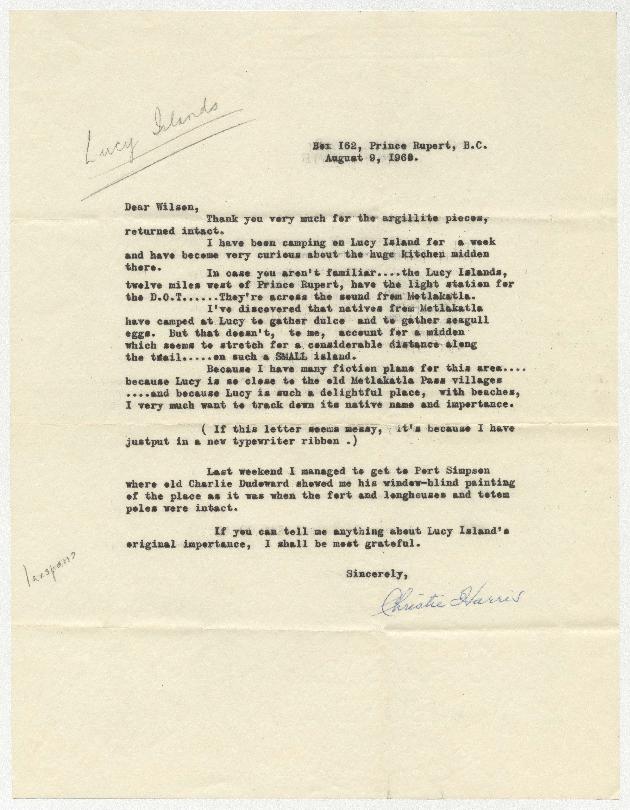 Lucy Islands
Box I62, Prince Rupert, B.C.
August 9, I960.
Dear Wilson,
Thank you very much for the argillite pieces,
returned intact.
I have been camping on Lucy Island for a week
and have become very curious about the huge kitchen midden
there.
In case you aren't familiar....the Lucy Islands,
twelve miles west of Prince Rupert, have the light station for
the D.O.T......They're across the sound from Metlakatla.
I've discovered that natives from Metlakatla
have camped at Lucy to gather dulce and to gather seagull
eggs. But that doesn't, to me, account for a midden
which seems to stretch for a considerable distance along
the trail.....on such a SMALL island.
Because I have many fiction plans for this area....
because Lucy is so close to the old Metlakatla Pass villages
....and because Lucy is such a delightful place, with beaches,
I very much want to track down its native name and importance.
( If this letter seems messy, it's because I have
justput in a new typewriter ribbon .)
Last weekend I managed to get to Port Simpson
where old Charlie Dudoward showed me his window-blind painting
of the place as it was when the fort and longhouses and totem
poles were intact.
If you can tell me anything about Lucy Island's
original importance, I shall be most grateful.
Sincerely,
Christie Harris